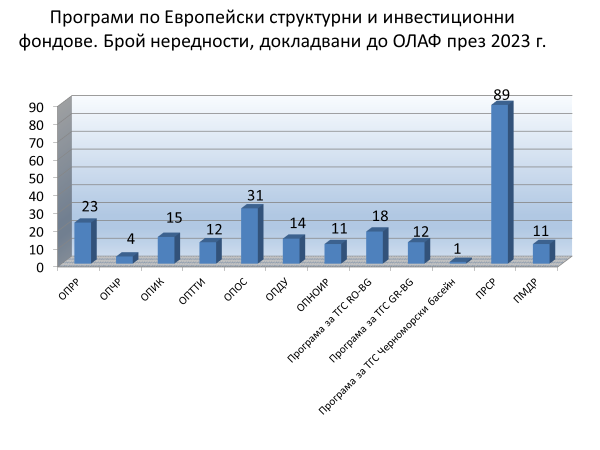 Програми по Европейски структурни и инвестиционни
фондове. Брой нередности, докладвани до ОЛАФ през 2023 г.
90
80
70
60
50
40
30
20
10
0
23
4
15
12
31
14
11
18
12
1
89
11
ОПРР
ОПЧР
ОПИК
ОПТТИ
ОПОС
ОПДУ
ОПНОИР
Програма за ТГС RO-BG
Програма за ТГС GR-BG
Програма за ТГС Черноморски басейн
ПРСР
ПМДР